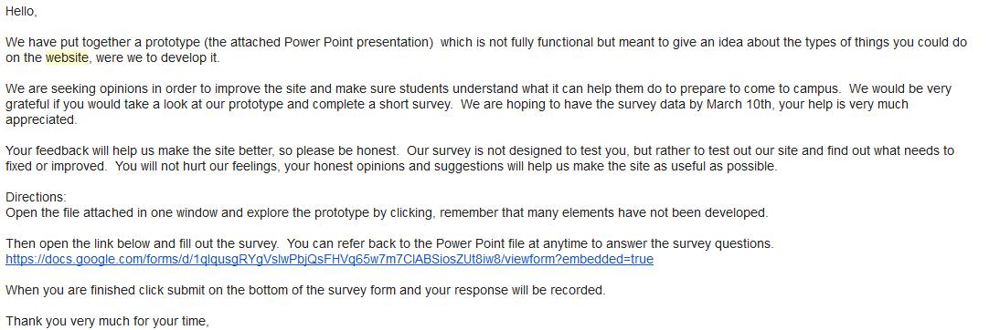 Hello,
We have put together a prototype (the attached Power Point presentation)  which is not fully functional but meant to give an idea about the types of things you could do
on the website, were we to develop it.
We are seeking opinions in order to improve the site and make sure students understand what it can help them do to prepare to come to campus.  We would be very
grateful if you would take a look at our prototype and complete a short survey.  We are hoping to have the survey data by March 10th, your help is very much
appreciated.
Your feedback will help us make the site better, so please be honest.  Our survey is not designed to test you, but rather to test out our site and find out what needs to
fixed or improved.  You will not hurt our feelings, your honest opinions and suggestions will help us make the site as useful as possible.
Directions:
Open the file attached in one window and explore the prototype by clicking, remember that many elements have not been developed.
Then open the link below and fill out the survey.  You can refer back to the Power Point file at anytime to answer the survey questions.
https://docs.google.com/forms/d/1qlqusgRYgVslwPbjQsFHVq65w7m7ClABSiosZUt8iw8/viewform?embedded=true
When you are finished click submit on the bottom of the survey form and your response will be recorded.
Thank you very much for your time,